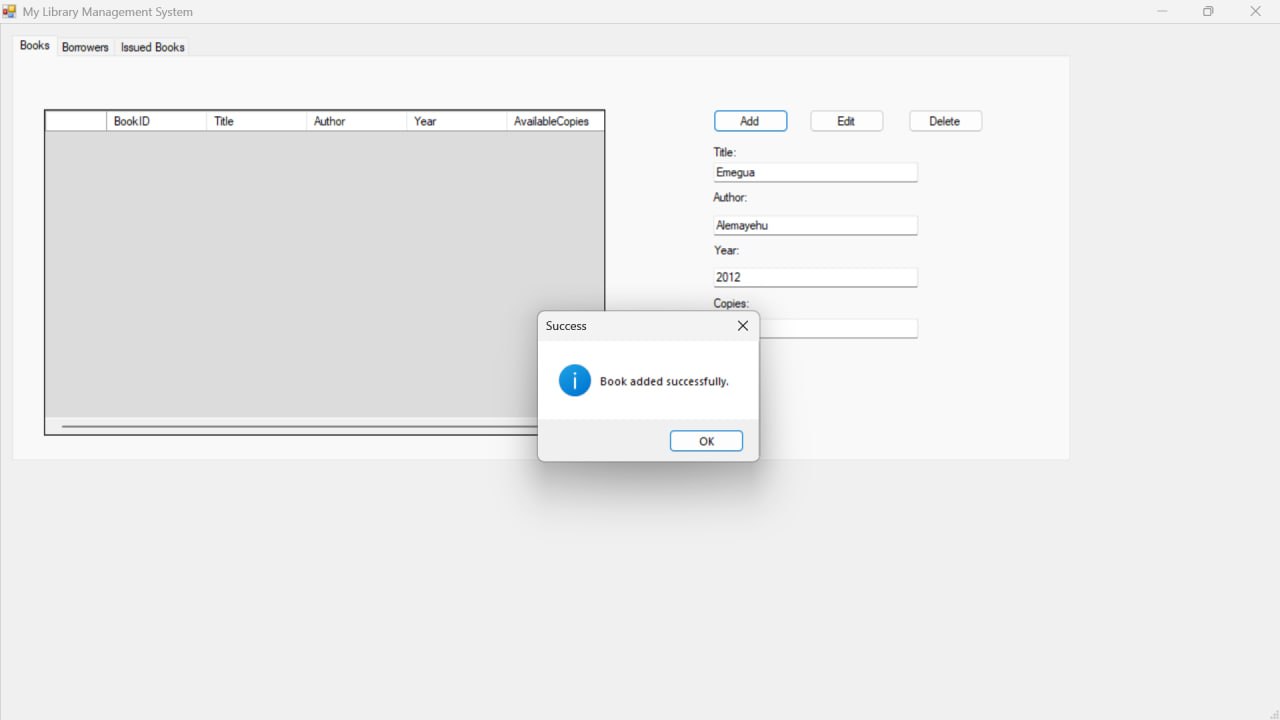 My Library Management System
Books Borrowers Issued Books
BookID Title Author Year AvailableCopies
Add Edit Delete
Title:
Emegua
Author:
Alemayehu
Year:
2012
Copies:
Success
Book added successfully.
OK